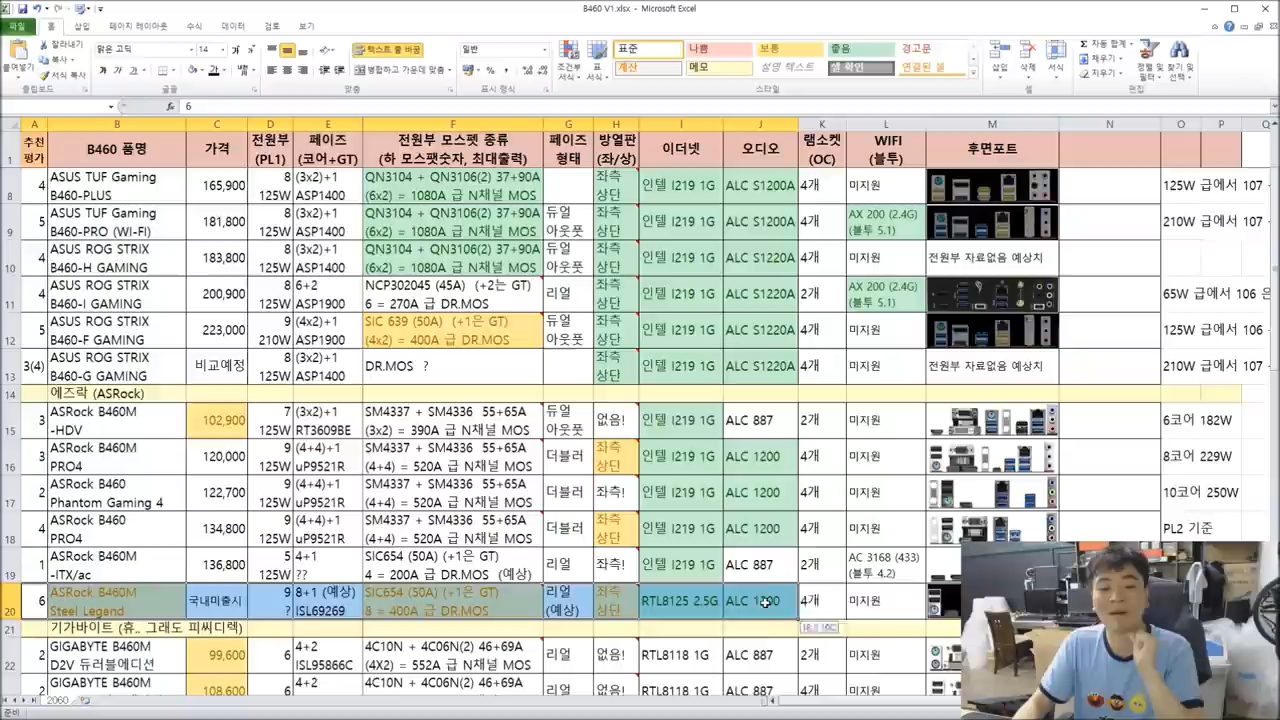 B460 V1.xlsx - Microsoft Excel
파일 홈 삽입 페이지 레이아웃 수식 데이터 검토 보기
잘라내기
복사
서식 복사
붙여넣기
클립보드
맑은 고딕 14
글꼴
텍스트 줄 바꿈
병합하고 가운데 맞춤
맞춤
일반
표시 형식
조건부 서식
표 서식
표준 나쁨 보통 좋음 경고문
계산 메모 설명 텍스트 셀 확인 연결된 셀
스타일
삽입 삭제 서식
셀
자동 합계
채우기
지우기
정렬 및 필터
찾기 및 선택
편집
fx 6
A B C D E F G H I J K L M N O P Q
1 추천평가 B460 품명 가격 전원부 (PL1) 페이즈 (코어+GT) 전원부 모스펫 종류 (하 모스팻숫자, 최대출력) 페이즈 형태 방열판 (좌/상) 이더넷 오디오 램소켓 (OC) WIFI (블투) 후면포트
8 4 ASUS TUF Gaming B460-PLUS 165,900 8 125W (3x2)+1 ASP1400 QN3104 + QN3106(2) 37+90A (6x2) = 1080A 급 N채널 MOS 좌측 상단 인텔 I219 1G ALC S1200A 4개 미지원 125W 급에서 107
9 5 ASUS TUF Gaming B460-PRO (WI-FI) 181,800 8 125W (3x2)+1 ASP1400 QN3104 + QN3106(2) 37+90A (6x2) = 1080A 급 N채널 MOS 듀얼 아웃풋 좌측 상단 인텔 I219 1G ALC S1200A 4개 AX 200 (2.4G) (블투 5.1) 210W 급에서 107
10 ASUS ROG STRIX B460-H GAMING 183,800 8 125W (3x2)+1 ASP1400 QN3104 + QN3106(2) 37+90A (6x2) = 1080A 급 N채널 MOS 좌측 상단 인텔 I219 1G ALC S1220A 4개 미지원 전원부 자료없음 예상치
11 4 ASUS ROG STRIX B460-I GAMING 200,900 8 125W 6+2 ASP1900 NCP302045 (45A) (+2는 GT) 6 = 270A 급 DR.MOS 리얼 좌측 상단 인텔 I219 1G ALC S1220A 2개 AX 200 (2.4G) (블투 5.1) 65W 급에서 106 은
12 5 ASUS ROG STRIX B460-F GAMING 223,000 9 210W (4x2)+1 ASP1900 SIC 639 (50A) (+1은 GT) (4x2) = 400A 급 DR.MOS 듀얼 아웃풋 좌측 상단 인텔 I219 1G ALC S1220A 4개 미지원 125W 급에서 106
13 3(4) ASUS ROG STRIX B460-G GAMING 비교예정 8 125W (3x2)+1 ASP1400 DR.MOS ? 좌측 상단 인텔 I219 1G ALC S1220A 4개 미지원 전원부 자료없음 예상치 210W 급에서 107
14 에즈락 (ASRock)
15 3 ASRock B460M -HDV 102,900 7 125W (3x2)+1 SM4337 + SM4336 55+65A (3x2) = 390A 급 N채널 MOS 듀얼 아웃풋 없음! 인텔 I219 1G ALC 887 2개 미지원 6코어 182W
16 3 ASRock B460M PRO4 120,000 9 125W (4+4)+1 uP9521R SM4337 + SM4336 55+65A (4+4) = 520A 급 N채널 MOS 더블러 좌측 상단 인텔 I219 1G ALC 1200 4개 미지원 8코어 229W
17 2 ASRock B460 Phantom Gaming 4 122,700 9 125W (4+4)+1 uP9521R SM4337 + SM4336 55+65A (4+4) = 520A 급 N채널 MOS 더블러 좌측! 인텔 I219 1G ALC 1200 4개 미지원 10코어 250W
18 4 ASRock B460 PRO4 134,800 9 125W (4+4)+1 uP9521R SM4337 + SM4336 55+65A (4+4) = 520A 급 N채널 MOS 더블러 좌측 상단 인텔 I219 1G ALC 1200 4개 미지원 PL2 기준
19 1 ASRock B460M -ITX/ac 136,800 5 125W 4+1 ?? SIC654 (50A) (+1은 GT) 4 = 200A 급 DR.MOS (예상) 리얼 좌측! 인텔 I219 1G ALC 887 2개 AC 3168 (433) (블투 4.2)
20 6 ASRock B460M Steel Legend 국내미출시 9 ? 8+1 (예상) ISL69269 SIC654 (50A) (+1은 GT) 8 = 400A 급 DR.MOS 리얼 (예상) 좌측 상단 RTL8125 2.5G ALC 1200 4개 미지원
21 기가바이트 (휴.. 그래도 피씨디렉)
22 2 GIGABYTE B460M D2V 듀러블에디션 99,600 6 4+2 ISL95866C 4C10N + 4C06N(2) 46+69A (4X2) = 552A 급 N채널 MOS 리얼 없음! RTL8118 1G ALC 887 2개 미지원
2 GIGABYTE B460M 108,600 6 4+2 4C10N + 4C06N(2) 46+69A 리얼 없음! RTL8118 1G ALC 887 4개 미지원
2060
준비